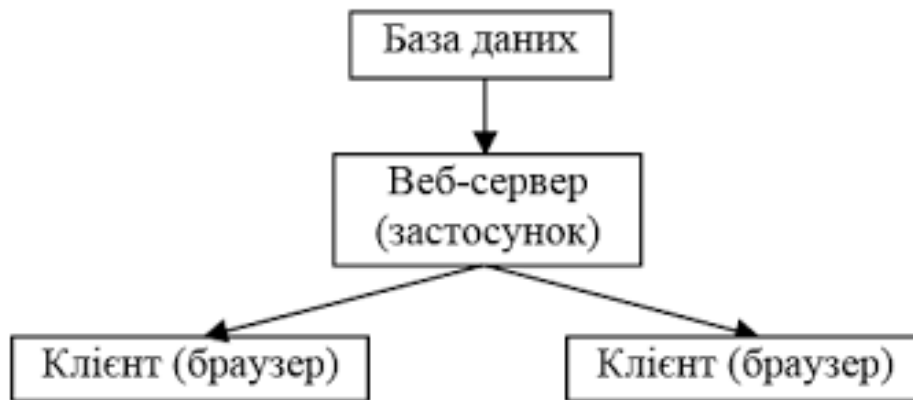 База даних
Веб-сервер
(застосунок)
Клієнт (браузер)
Клієнт (браузер)